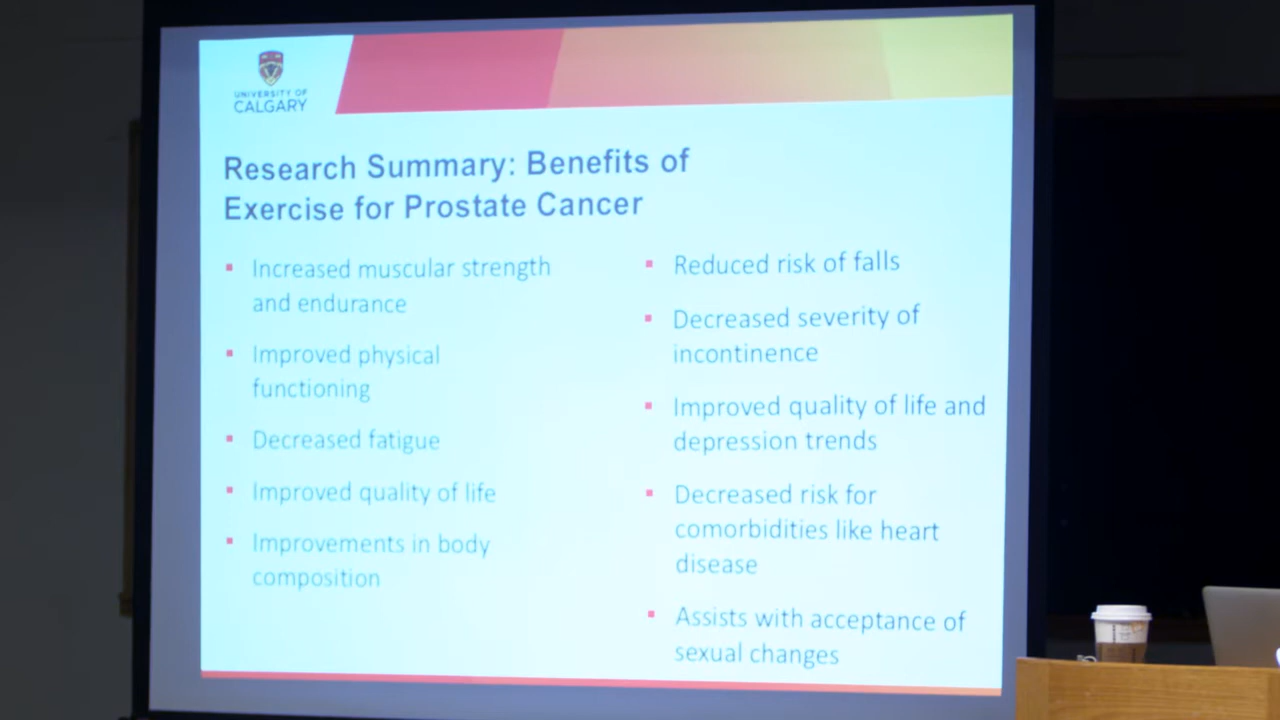 UNIVERSITY OF
CALGARY
Research Summary: Benefits of
Exercise for Prostate Cancer
Increased muscular strength
and endurance
Improved physical
functioning
Decreased fatigue
Improved quality of life
Improvements in body
composition
Reduced risk of falls
Decreased severity of
incontinence
Improved quality of life and
depression trends
Decreased risk for
comorbidities like heart
disease
Assists with acceptance of
sexual changes